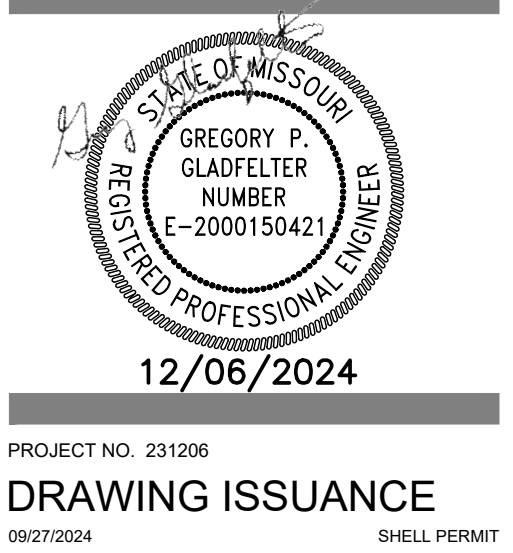 STATE OF MISSOURI
GREGORY P.
GLADFELTER
NUMBER
E-2000150421
REGISTERED PROFESSIONAL ENGINEER
12/06/2024
PROJECT NO. 231206
DRAWING ISSUANCE
09/27/2024 SHELL PERMIT